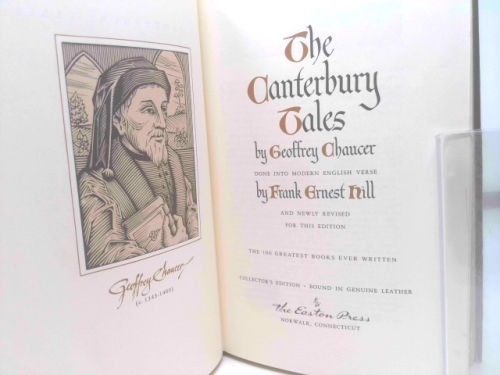 Geoffrey Chaucer
(c. 1343-1400)
The
Canterbury
Tales
by Geoffrey Chaucer
DONE INTO MODERN ENGLISH VERSE
by Frank Ernest Hill
AND NEWLY REVISED
FOR THIS EDITION
THE 100 GREATEST BOOKS EVER WRITTEN
COLLECTOR'S EDITION - BOUND IN GENUINE LEATHER
The Easton Press
NORWALK, CONNECTICUT